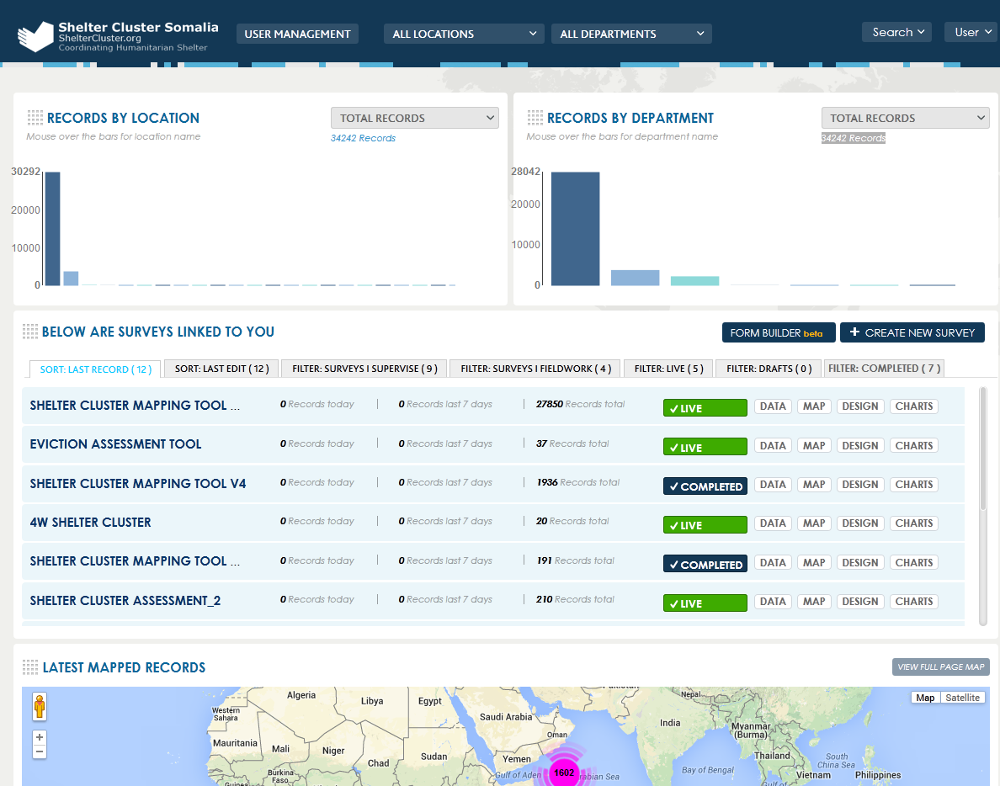 Shelter Cluster Somalia
ShelterCluster.org
Coordinating Humanitarian Shelter
USER MANAGEMENT
ALL LOCATIONS
ALL DEPARTMENTS
Search
User
RECORDS BY LOCATION
TOTAL RECORDS
Mouse over the bars for location name
34242 Records
30292
20000
10000
0
RECORDS BY DEPARTMENT
TOTAL RECORDS
Mouse over the bars for department name
34242 Records
28042
20000
10000
0
BELOW ARE SURVEYS LINKED TO YOU
FORM BUILDER beta
+ CREATE NEW SURVEY
SORT: LAST RECORD ( 12 )
SORT: LAST EDIT ( 12 )
FILTER: SURVEYS I SUPERVISE ( 9 )
FILTER: SURVEYS I FIELDWORK ( 4 )
FILTER: LIVE ( 5 )
FILTER: DRAFTS ( 0 )
FILTER: COMPLETED ( 7 )
SHELTER CLUSTER MAPPING TOOL ... 0 Records today | 0 Records last 7 days | 27850 Records total ✓ LIVE DATA MAP DESIGN CHARTS
EVICTION ASSESSMENT TOOL 0 Records today | 0 Records last 7 days | 37 Records total ✓ LIVE DATA MAP DESIGN CHARTS
SHELTER CLUSTER MAPPING TOOL V4 0 Records today | 0 Records last 7 days | 1936 Records total ✓ COMPLETED DATA MAP DESIGN CHARTS
4W SHELTER CLUSTER 0 Records today | 0 Records last 7 days | 20 Records total ✓ LIVE DATA MAP DESIGN CHARTS
SHELTER CLUSTER MAPPING TOOL ... 0 Records today | 0 Records last 7 days | 191 Records total ✓ COMPLETED DATA MAP DESIGN CHARTS
SHELTER CLUSTER ASSESSMENT_2 0 Records today | 0 Records last 7 days | 210 Records total ✓ LIVE DATA MAP DESIGN CHARTS
LATEST MAPPED RECORDS
VIEW FULL PAGE MAP
Map
Satellite
Algeria
Libya
Egypt
Western
Sahara
Saudi Arabia
Oman
Nepal
India
Myanmar
(Burma)
Mauritania
Mali
Niger
Chad
Sudan
Yemen
Thailand
South
China Sea
Vietnam
Philippines
Burkina
Faso
Gulf of Aden
1602
Bay of Bengal
+
−